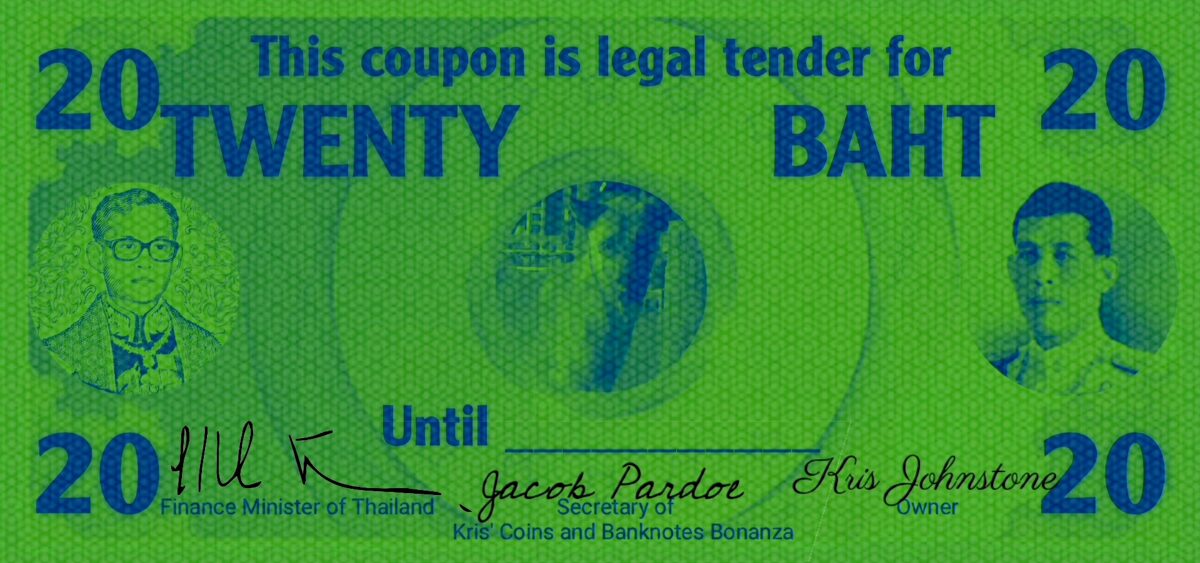 20 This coupon is legal tender for 20
TWENTY BAHT
Until ____________
20 20
Jacob Pardoe Kris Johnstone
Finance Minister of Thailand Secretary of Owner
Kris' Coins and Banknotes Bonanza